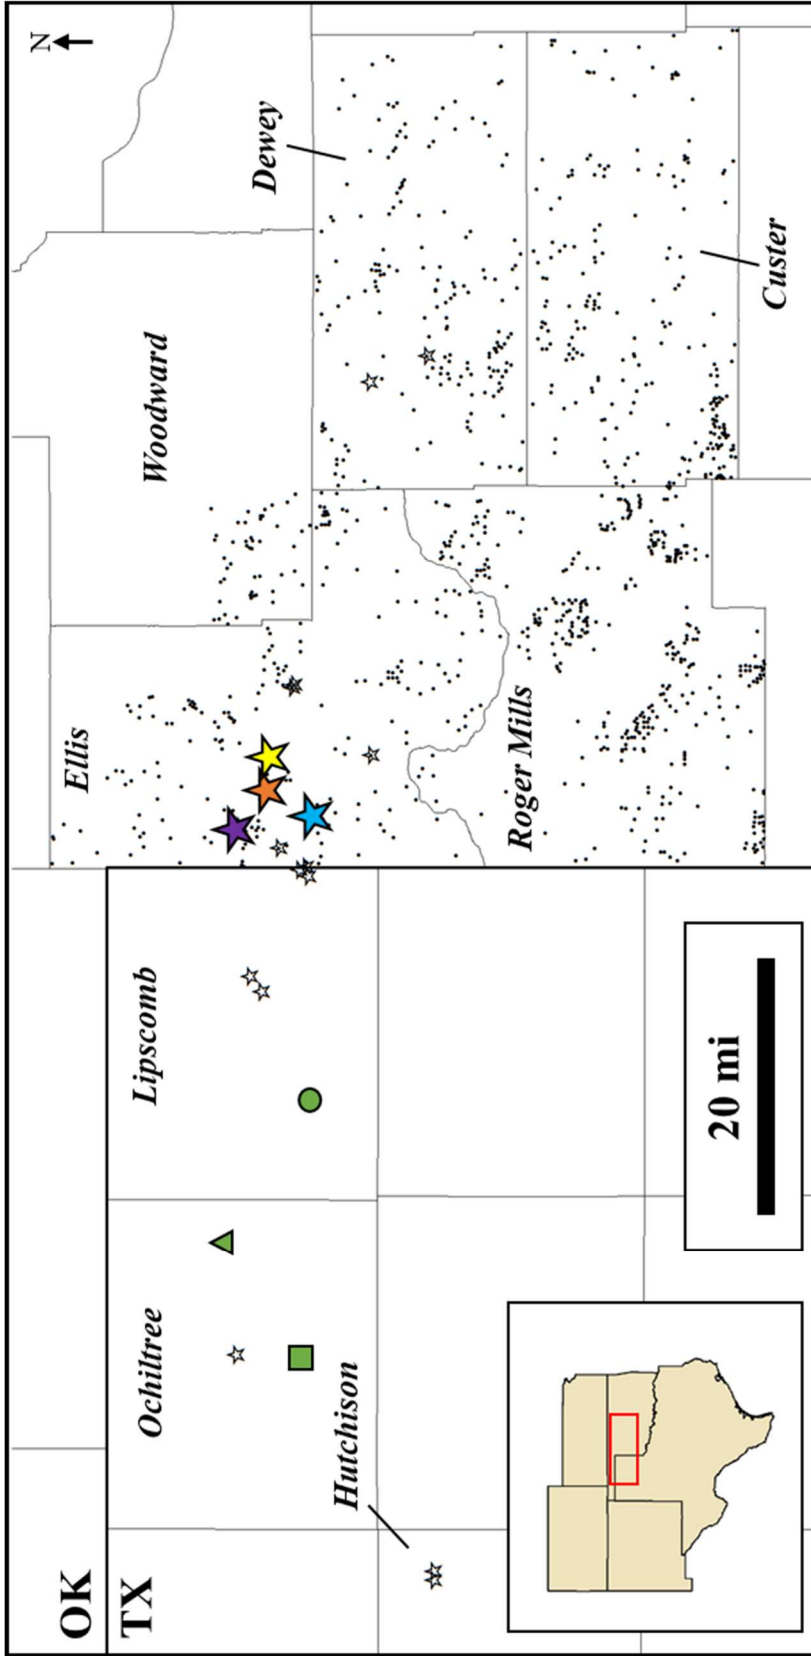 OK
TX
N
Ochiltree
Lipscomb
Ellis
Woodward
Dewey
Hutchison
Roger Mills
Custer
20 mi